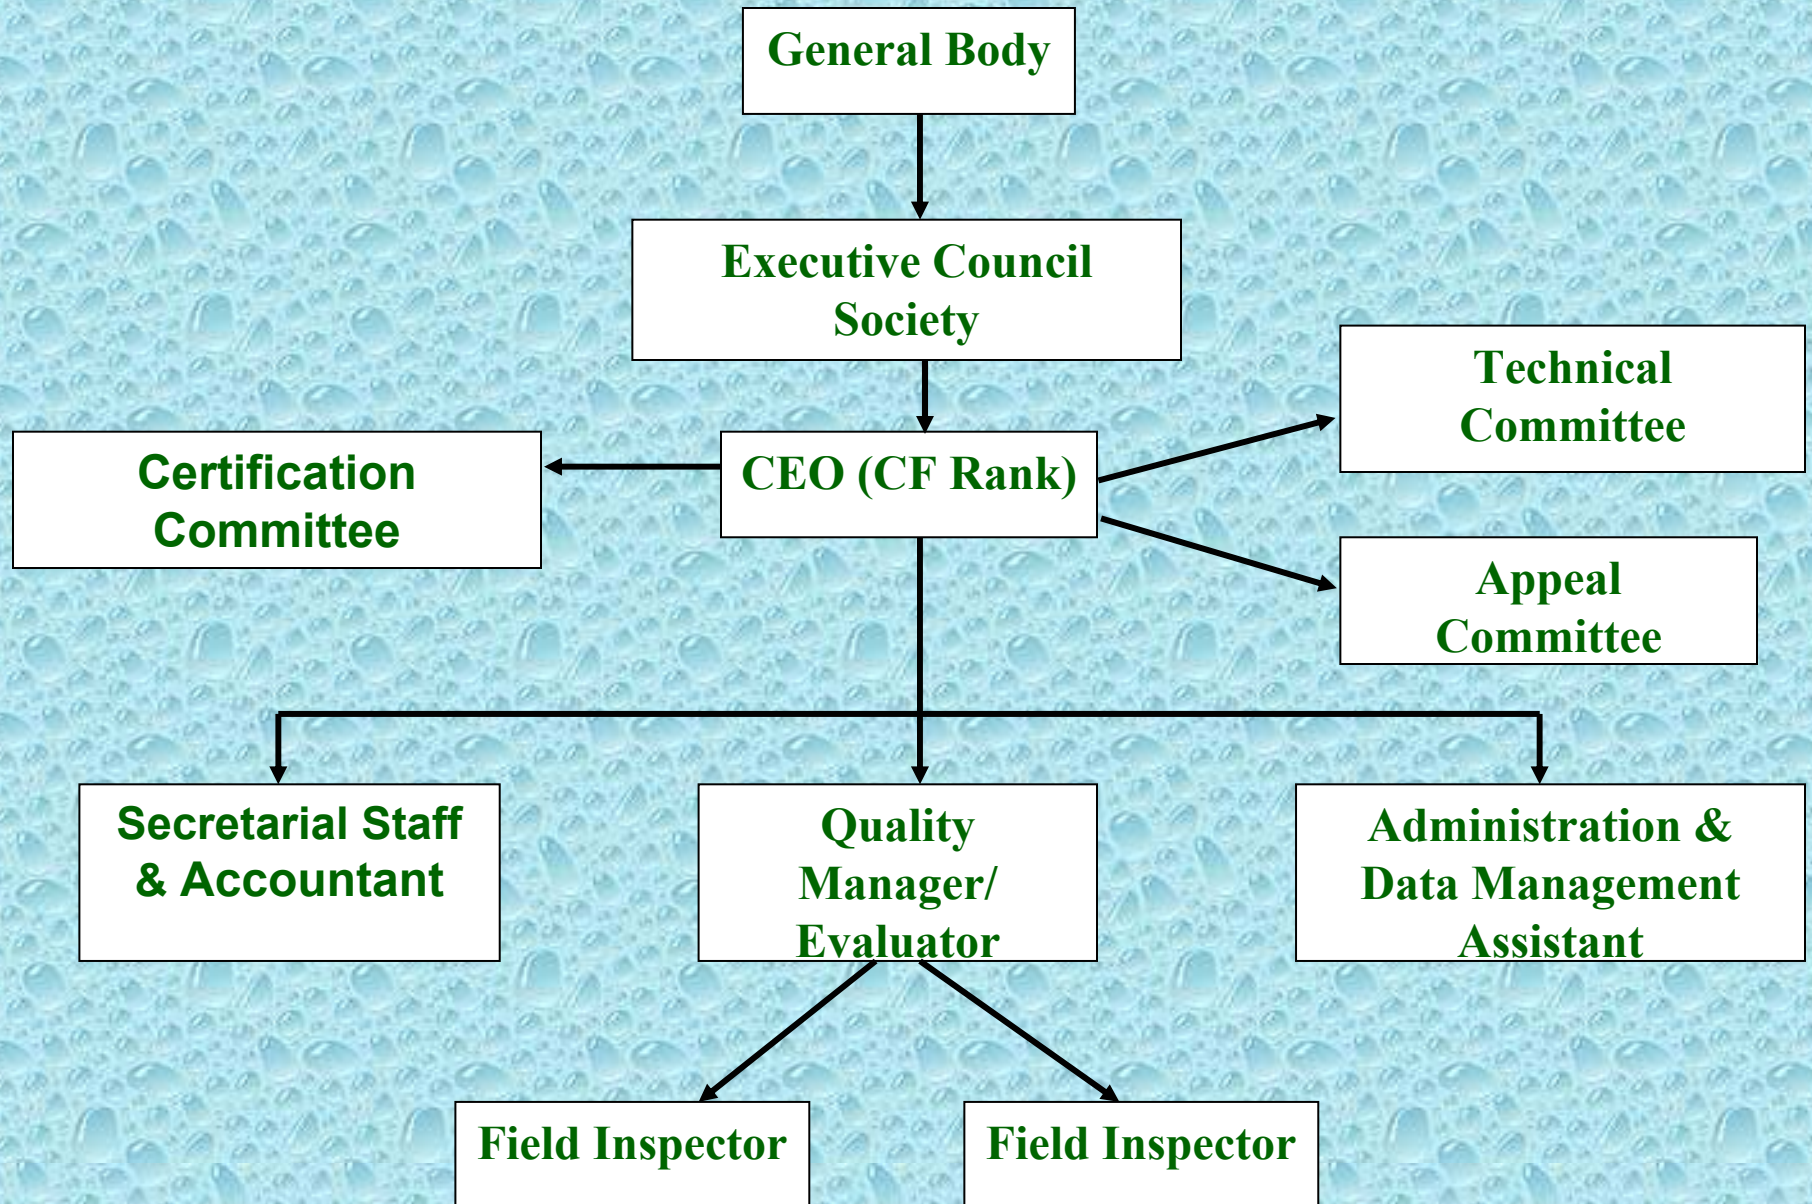 General Body
Executive Council
Society
Technical
Committee
Certification
Committee
CEO (CF Rank)
Appeal
Committee
Secretarial Staff
& Accountant
Quality
Manager/
Evaluator
Administration &
Data Management
Assistant
Field Inspector
Field Inspector